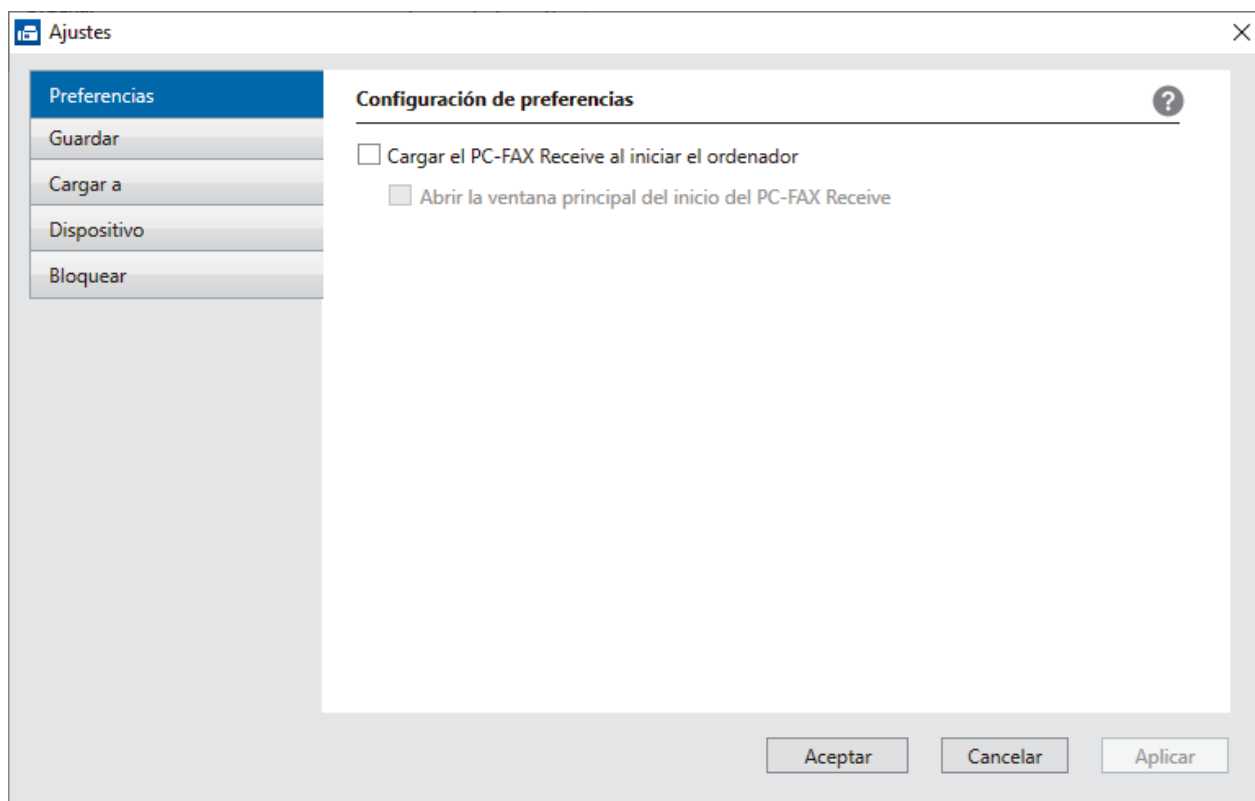 Ajustes
Preferencias
Guardar
Cargar a
Dispositivo
Bloquear
Configuración de preferencias
?
Cargar el PC-FAX Receive al iniciar el ordenador
Abrir la ventana principal del inicio del PC-FAX Receive
Aceptar
Cancelar
Aplicar